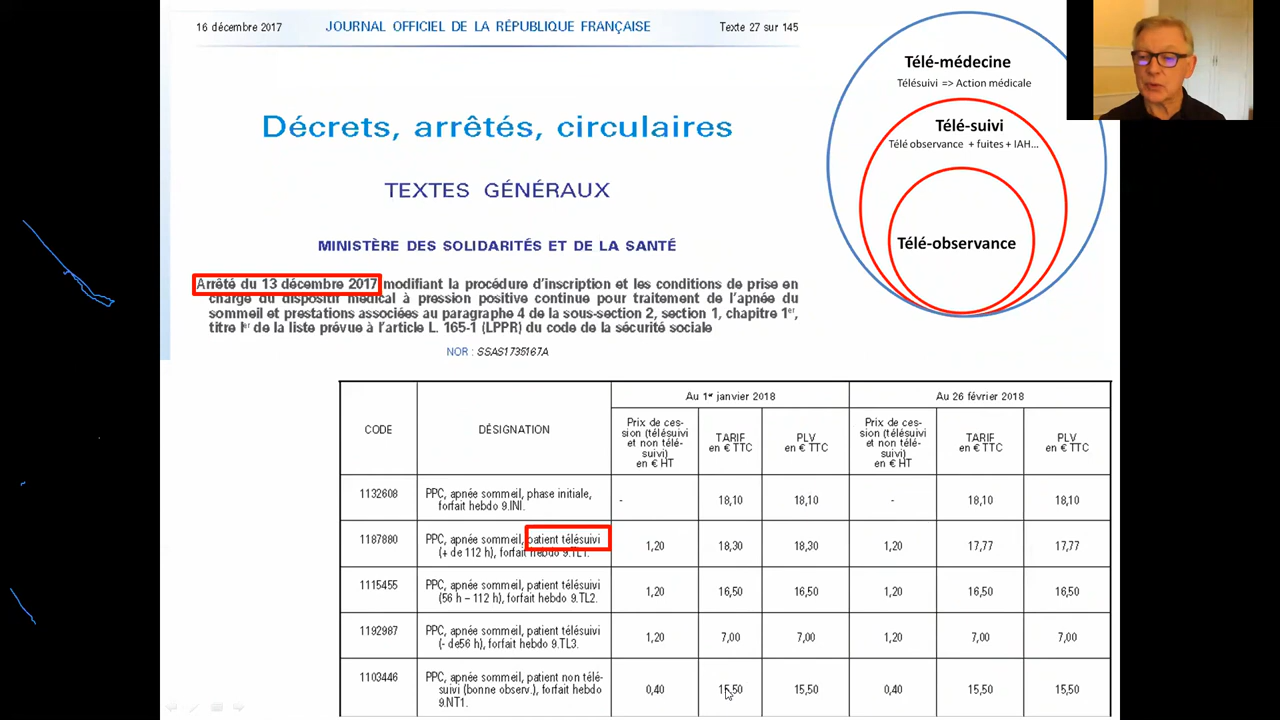 16 décembre 2017
JOURNAL OFFICIEL DE LA RÉPUBLIQUE FRANÇAISE
Texte 27 sur 145
Décrets, arrêtés, circulaires
TEXTES GÉNÉRAUX
MINISTÈRE DES SOLIDARITÉS ET DE LA SANTÉ
Arrêté du 13 décembre 2017 modifiant la procédure d'inscription et les conditions de prise en
charge du dispositif médical à pression positive continue pour traitement de l'apnée du
sommeil et prestations associées au paragraphe 4 de la sous-section 2, section 1, chapitre 1er,
titre Ier de la liste prévue à l'article L. 165-1 (LPPR) du code de la sécurité sociale
NOR : SSAS1735167A
Télé-médecine
Télésuivi => Action médicale
Télé-suivi
Télé observance + fuites + IAH...
Télé-observance
Au 1er janvier 2018
Au 26 février 2018
CODE
DÉSIGNATION
Prix de ces-
sion (télésuivi
et non télé-
suivi)
en € HT
TARIF
en € TTC
PLV
en € TTC
Prix de ces-
sion (télésuivi
et non télé-
suivi)
en € HT
TARIF
en € TTC
PLV
en € TTC
1132608
PPC, apnée sommeil, phase initiale,
forfait hebdo 9.INI.
-
18,10
18,10
-
18,10
18,10
1187880
PPC, apnée sommeil, patient télésuivi
(+ de 112 h), forfait hebdo 9.TL1.
1,20
18,30
18,30
1,20
17,77
17,77
1115455
PPC, apnée sommeil, patient télésuivi
(56 h – 112 h), forfait hebdo 9.TL2.
1,20
16,50
16,50
1,20
16,50
16,50
1192987
PPC, apnée sommeil, patient télésuivi
(- de56 h), forfait hebdo 9.TL3.
1,20
7,00
7,00
1,20
7,00
7,00
1103446
PPC, apnée sommeil, patient non télé-
suivi (bonne observ.), forfait hebdo
9.NT1.
0,40
15,50
15,50
0,40
15,50
15,50